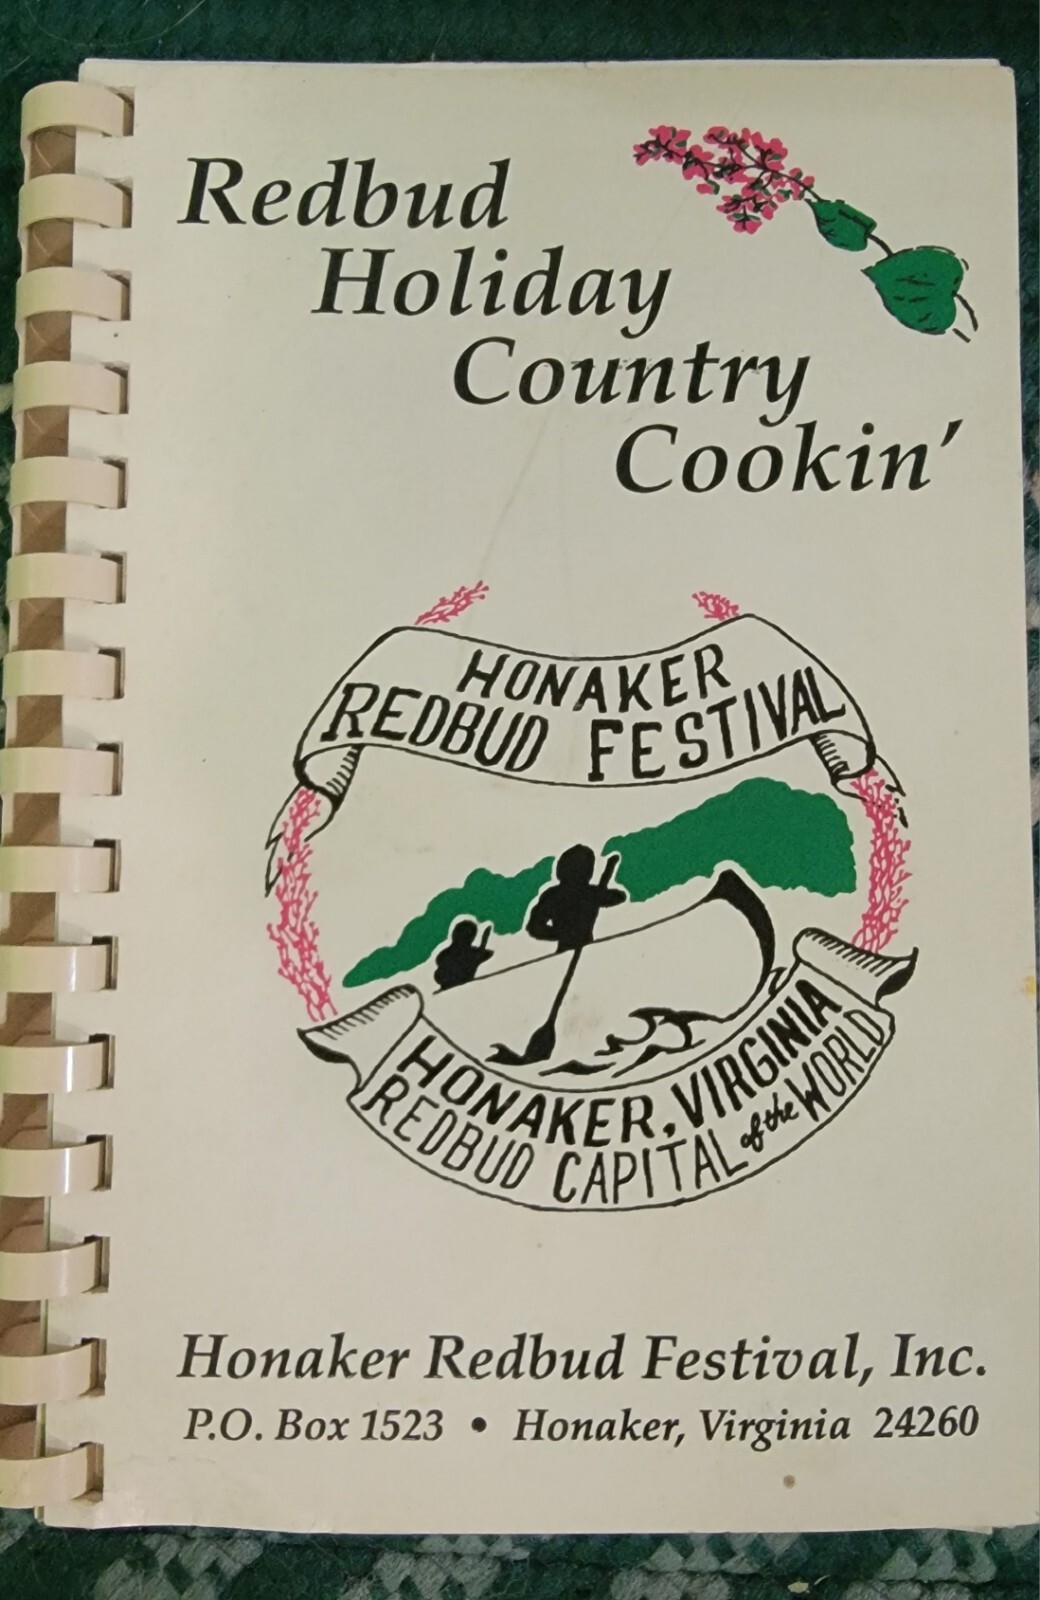 Redbud
Holiday
Country
Cookin'
HONAKER
REDBUD FESTIVAL
HONAKER, VIRGINIA
REDBUD CAPITAL of the WORLD
Honaker Redbud Festival, Inc.
P.O. Box 1523 • Honaker, Virginia 24260